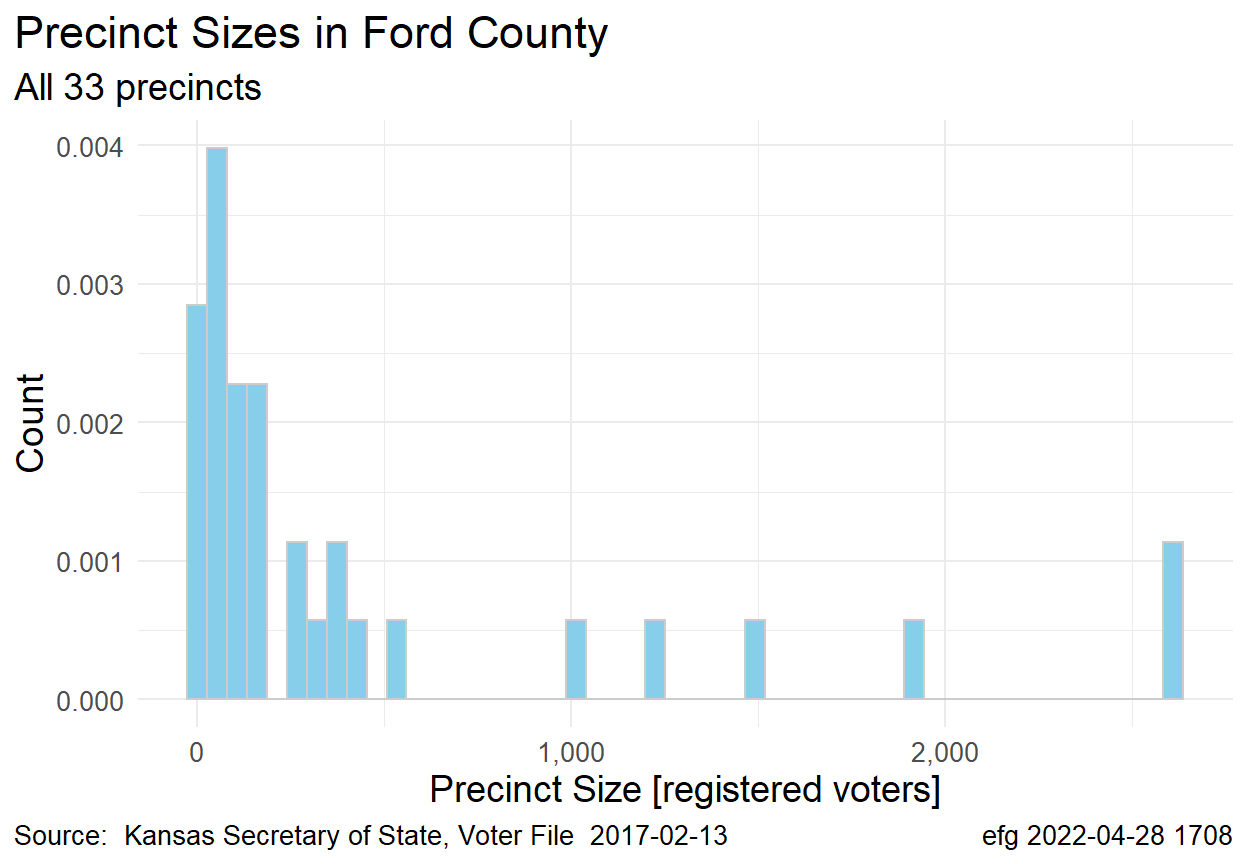 Precinct Sizes in Ford County
All 33 precincts
0.004
0.003
0.002
0.001
0.000
Count
0 1,000 2,000
Precinct Size [registered voters]
Source:  Kansas Secretary of State, Voter File  2017-02-13 efg 2022-04-28 1708